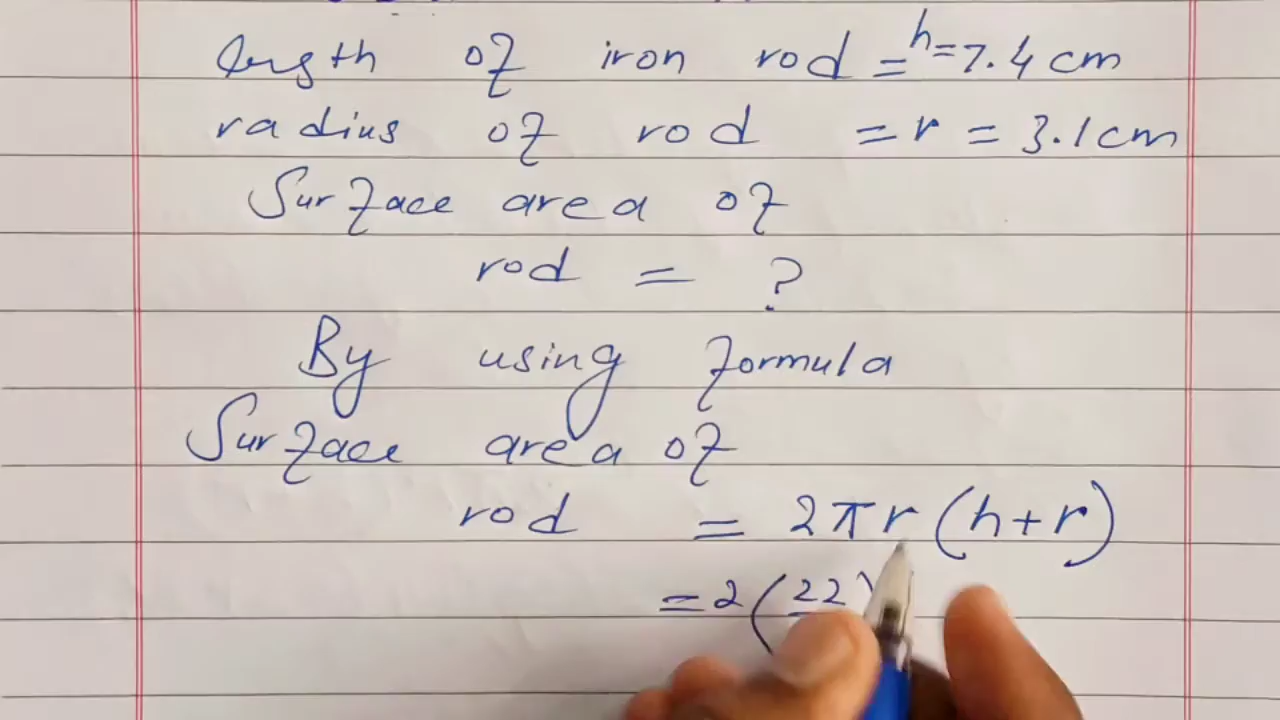 length of iron rod = h = 7.4 cm
radius of rod = r = 3.1 cm
Surface area of
rod = ?
By using formula
Surface area of
rod = 2πr (h+r)
= 2 (22)